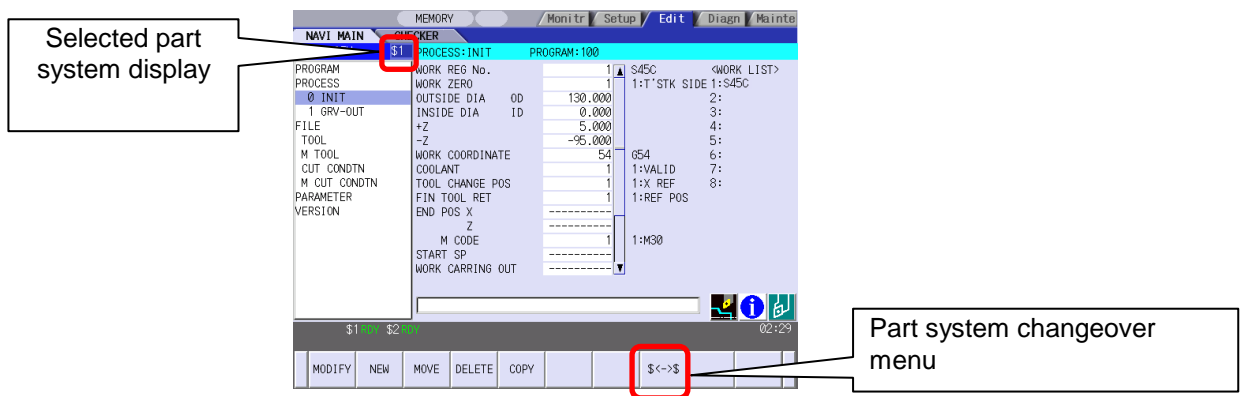 Selected part
system display
MEMORY
Monitr Setup Edit Diagn Mainte
NAVI MAIN
$1 PROCESS:INIT PROGRAM:100
PROGRAM
PROCESS
0 INIT
1 GRV-OUT
FILE
TOOL
M TOOL
CUT CONDTN
M CUT CONDTN
PARAMETER
VERSION
WORK REG No. 1 S45C <WORK LIST>
WORK ZERO 1 1:T'STK SIDE 1:S45C
OUTSIDE DIA OD 130.000 2:
INSIDE DIA ID 0.000 3:
+Z 5.000 4:
-Z -95.000 5:
WORK COORDINATE 54 G54 6:
COOLANT 1 1:VALID 7:
TOOL CHANGE POS 1 1:X REF 8:
FIN TOOL RET 1 1:REF POS
END POS X ----------
Z ----------
M CODE 1 1:M30
START SP ----------
WORK CARRING OUT ----------
$1 RDY $2 RDY 02:29
MODIFY NEW MOVE DELETE COPY $<->$
Part system changeover
menu